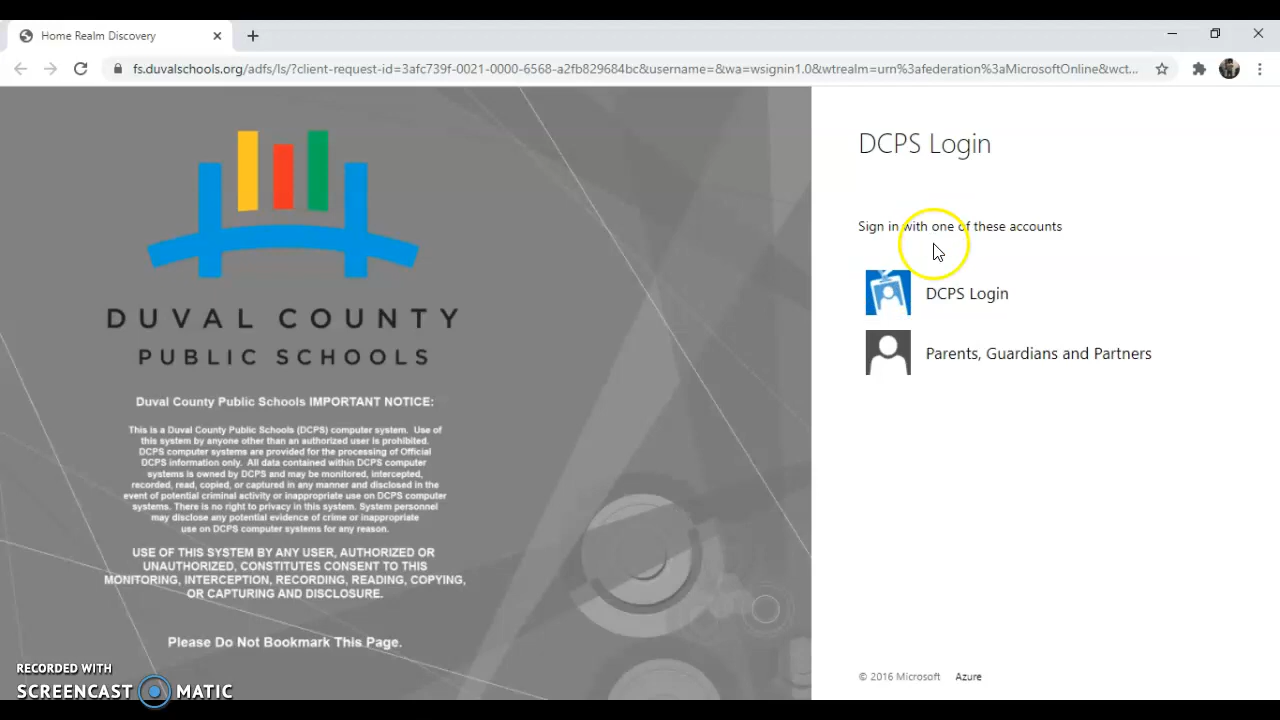 Home Realm Discovery
fs.duvalschools.org/adfs/ls/?client-request-id=3afc739f-0021-0000-6568-a2fb829684bc&username=&wa=wsignin1.0&wtrealm=urn%3afederation%3aMicrosoftOnline&wct...
DUVAL COUNTY
PUBLIC SCHOOLS
Duval County Public Schools IMPORTANT NOTICE:
This is a Duval County Public Schools (DCPS) computer system. Use of
this system by anyone other than an authorized user is prohibited.
DCPS computer systems are provided for the processing of Official
DCPS information only. All data contained within DCPS computer
systems is owned by DCPS and may be monitored, intercepted,
recorded, read, copied, or captured in any manner and disclosed in the
event of potential criminal activity or inappropriate use on DCPS computer
systems. There is no right to privacy in this system. System personnel
may disclose any potential evidence of crime or inappropriate
use on DCPS computer systems for any reason.
USE OF THIS SYSTEM BY ANY USER, AUTHORIZED OR
UNAUTHORIZED, CONSTITUTES CONSENT TO THIS
MONITORING, INTERCEPTION, RECORDING, READING, COPYING,
OR CAPTURING AND DISCLOSURE.
Please Do Not Bookmark This Page.
RECORDED WITH
SCREENCAST MATIC
DCPS Login
Sign in with one of these accounts
DCPS Login
Parents, Guardians and Partners
© 2016 Microsoft Azure